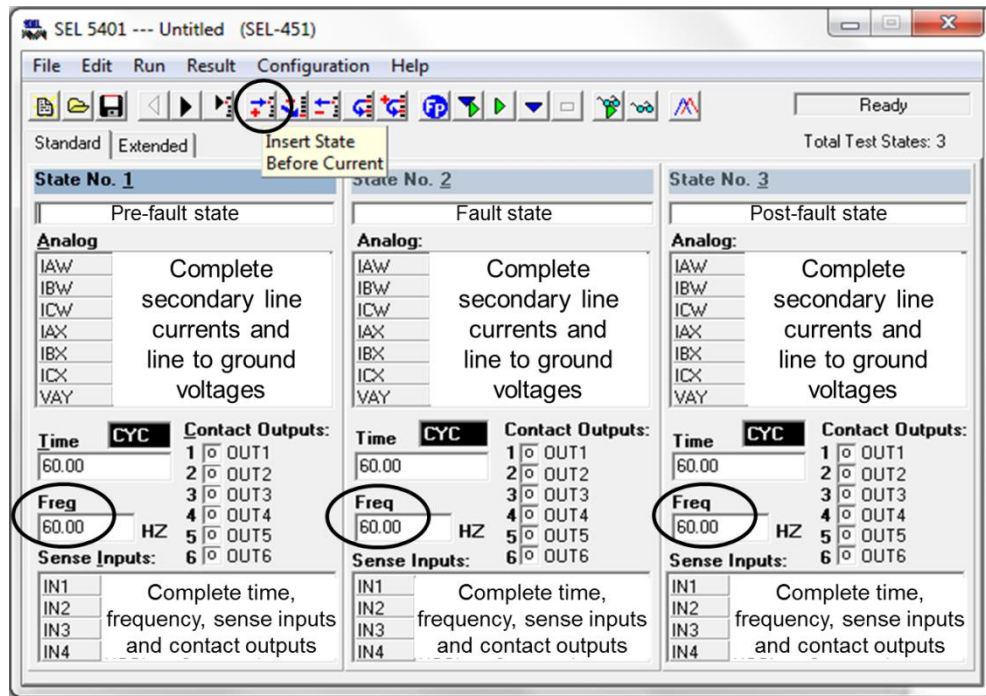 SEL 5401 --- Untitled (SEL-451)
File Edit Run Result Configuration Help
Ready
Standard Extended
Insert State
Before Current
Total Test States: 3
State No. 1
Pre-fault state
Analog
IAW
IBW
ICW
IAX
IBX
ICX
VAY
Complete
secondary line
currents and
line to ground
voltages
Time CYC
60.00
Freq
60.00 HZ
Contact Outputs:
1 o OUT1
2 o OUT2
3 o OUT3
4 o OUT4
5 o OUT5
6 o OUT6
Sense Inputs:
IN1
IN2
IN3
IN4
Complete time,
frequency, sense inputs
and contact outputs
State No. 2
Fault state
Analog:
IAW
IBW
ICW
IAX
IBX
ICX
VAY
Complete
secondary line
currents and
line to ground
voltages
Time CYC
60.00
Freq
60.00 HZ
Contact Outputs:
1 o OUT1
2 o OUT2
3 o OUT3
4 o OUT4
5 o OUT5
6 o OUT6
Sense Inputs:
IN1
IN2
IN3
IN4
Complete time,
frequency, sense inputs
and contact outputs
State No. 3
Post-fault state
Analog:
IAW
IBW
ICW
IAX
IBX
ICX
VAY
Complete
secondary line
currents and
line to ground
voltages
Time CYC
60.00
Freq
60.00 HZ
Contact Outputs:
1 o OUT1
2 o OUT2
3 o OUT3
4 o OUT4
5 o OUT5
6 o OUT6
Sense Inputs:
IN1
IN2
IN3
IN4
Complete time,
frequency, sense inputs
and contact outputs